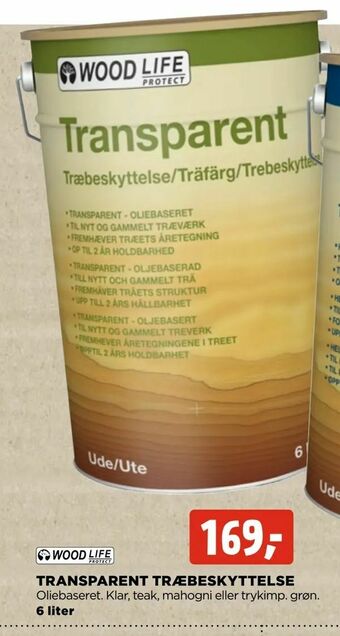 WOOD LIFE
PROTECT
Transparent
Træbeskyttelse/Träfärg/Trebeskyttelse
•TRANSPARENT - OLIEBASERET
•TIL NYT OG GAMMELT TRÆVÆRK
•FREMHÆVER TRÆETS ÅRETEGNING
•OP TIL 2 ÅR HOLDBARHED
•TRANSPARENT - OLJEBASERAD
•TILL NYTT OCH GAMMELT TRÄ
•FREMHÄVER TRÄETS STRUKTUR
•UPP TILL 2 ÅRS HÅLLBARHET
•TRANSPARENT - OLJEBASERT
•TIL NYTT OG GAMMELT TREVERK
•FREMHEVER ÅRETEGNINGENE I TREET
•OPPTIL 2 ÅRS HOLDBARHET
Ude/Ute
6
Ude
169,-
WOOD LIFE
PROTECT
TRANSPARENT TRÆBESKYTTELSE
Oliebaseret. Klar, teak, mahogni eller trykimp. grøn.
6 liter